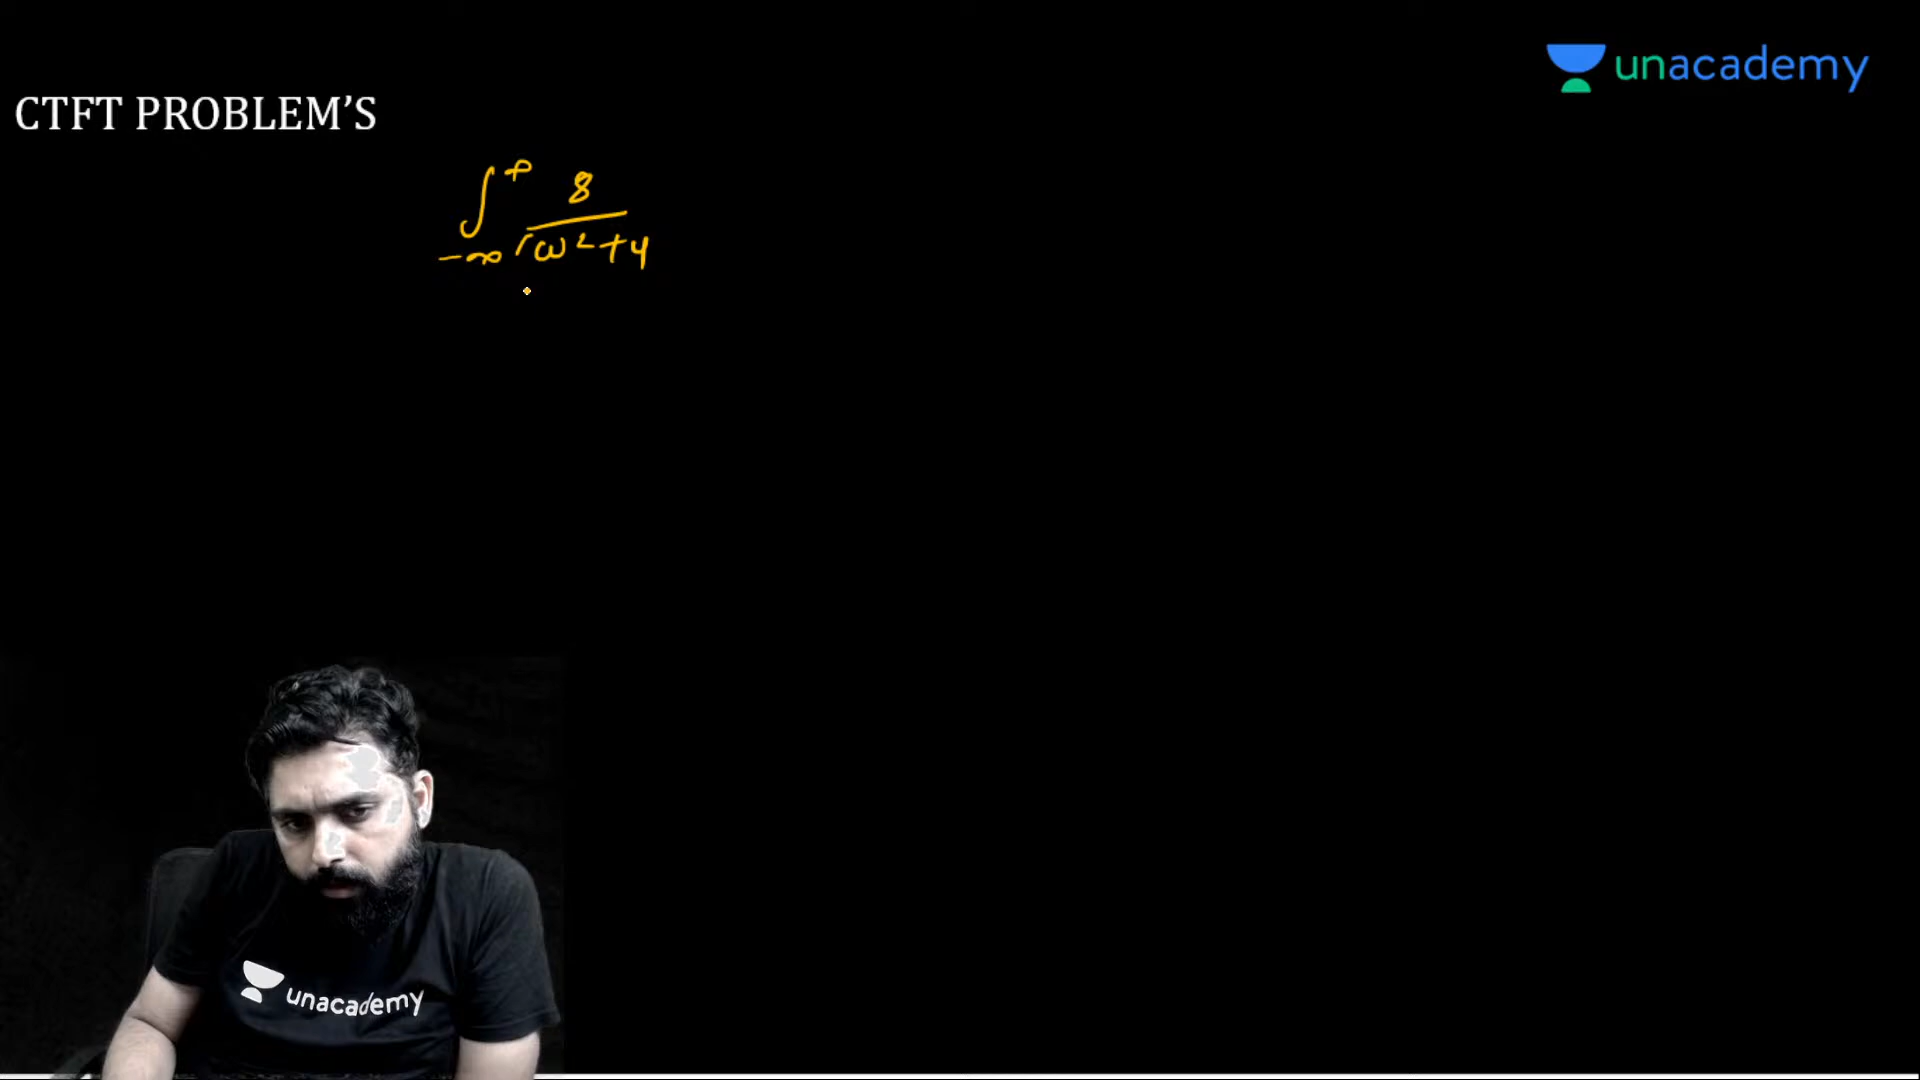 unacademy
CTFT PROBLEM'S
∫ ∞ 8
-∞ (ω²+4
unacademy